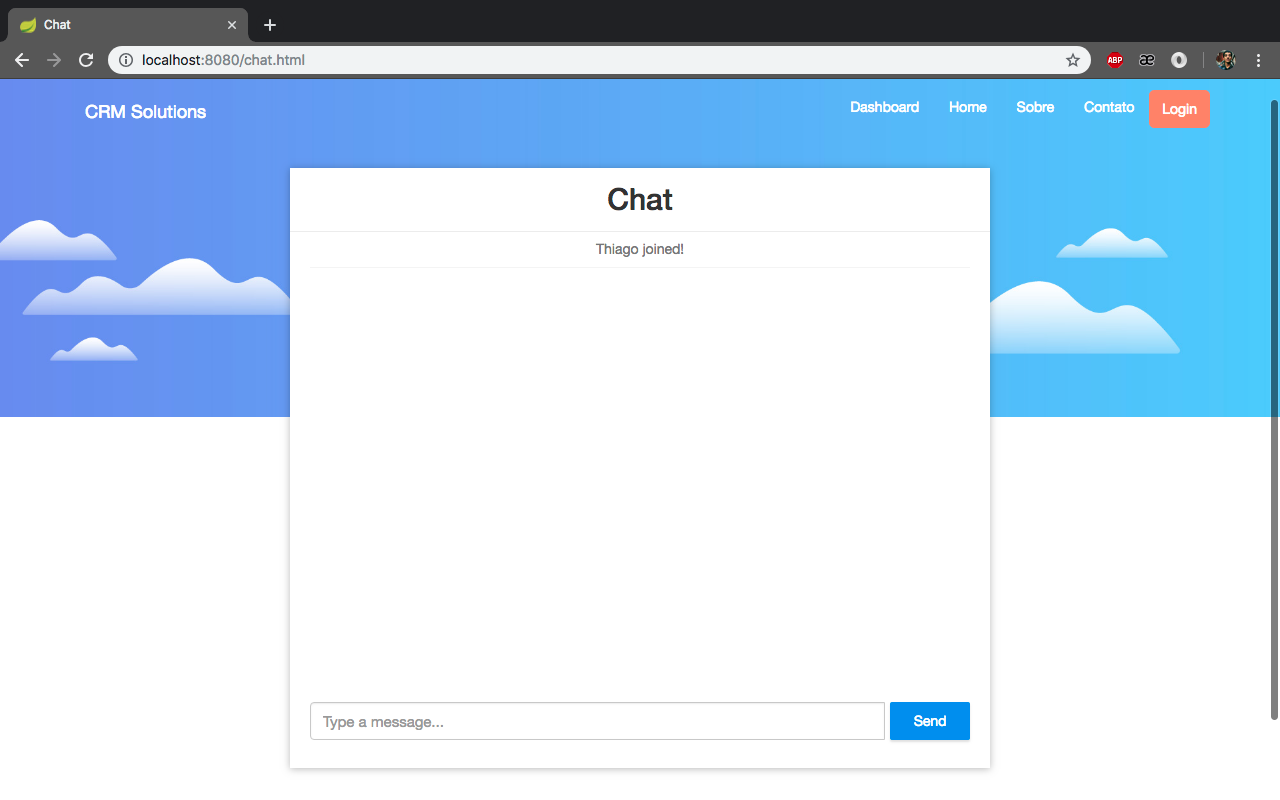 Chat
localhost:8080/chat.html
ABP
æ
CRM Solutions
Dashboard Home Sobre Contato Login
Chat
Thiago joined!
Type a message...
Send